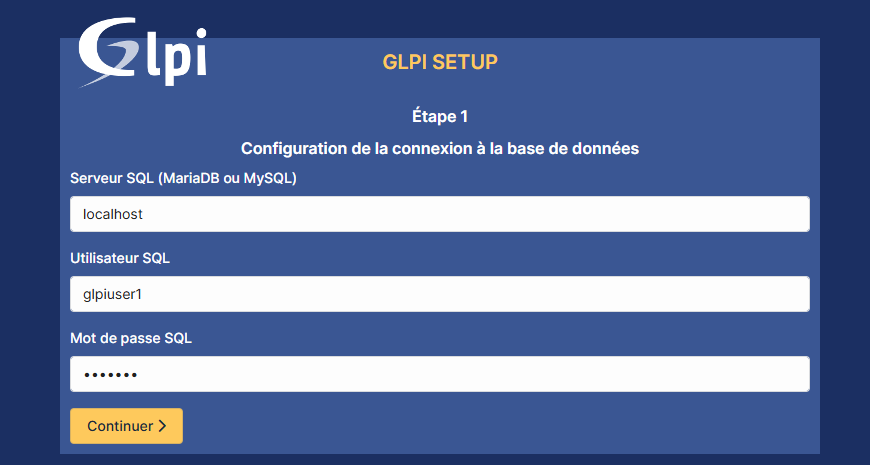 Glpi
GLPI SETUP
Étape 1
Configuration de la connexion à la base de données
Serveur SQL (MariaDB ou MySQL)
localhost
Utilisateur SQL
glpiuser1
Mot de passe SQL
•••••••
Continuer